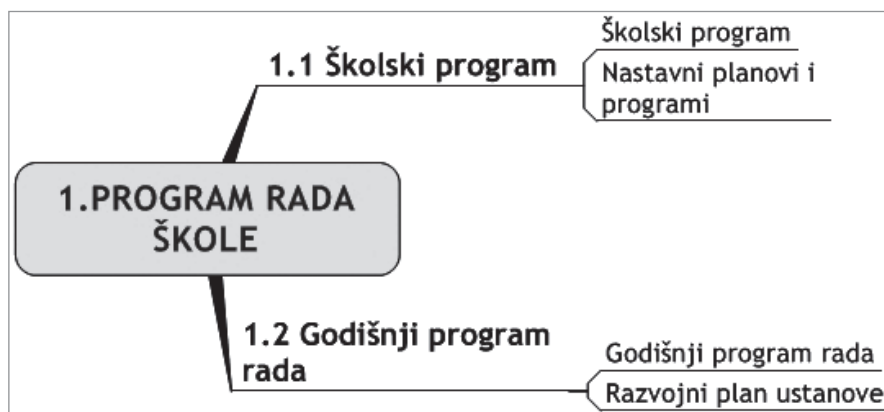 Školski program
1.1 Školski program
Nastavni planovi i
programi
1.PROGRAM RADA
ŠKOLE
1.2 Godišnji program
rada
Godišnji program rada
Razvojni plan ustanove